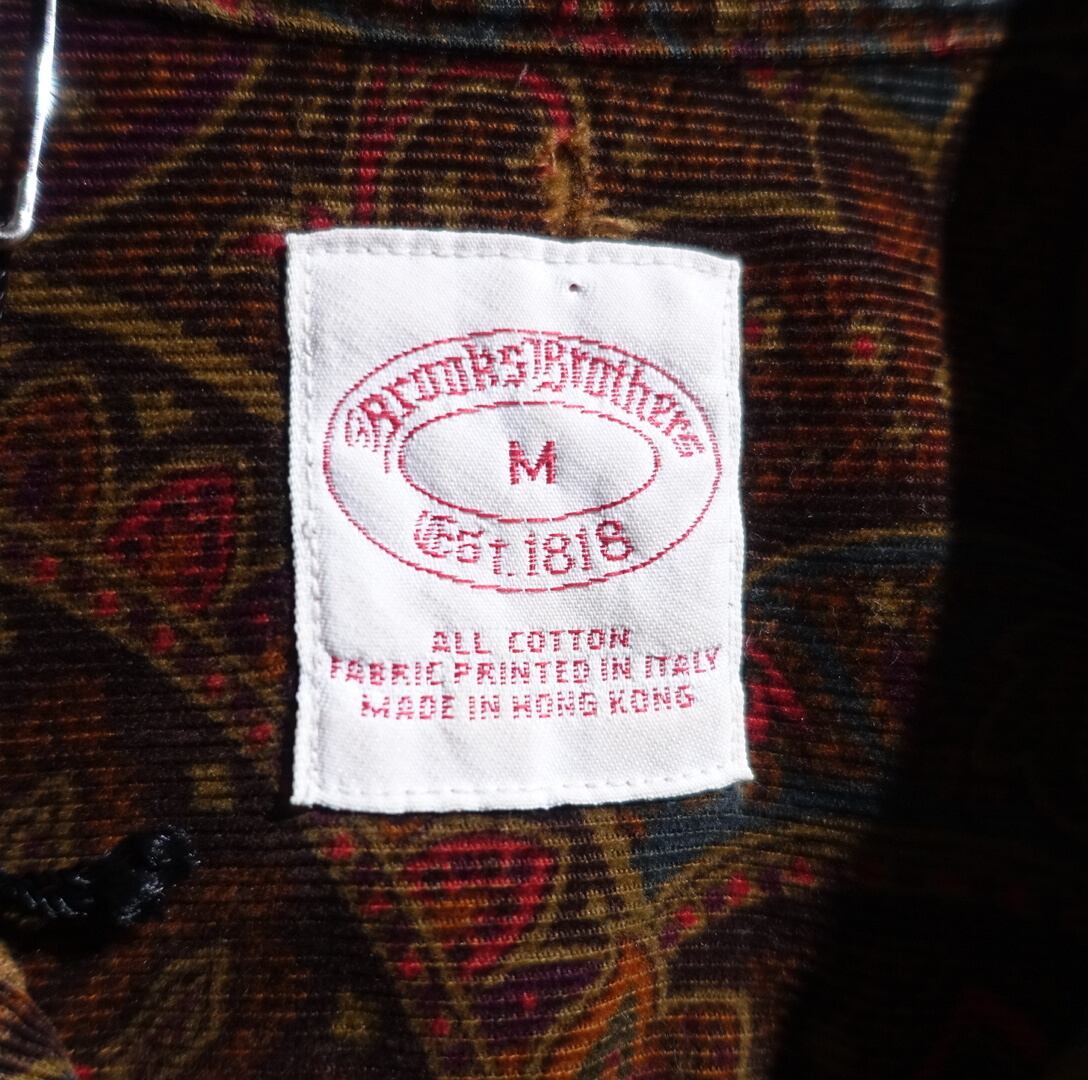 Brooks Brothers
M
Est. 1818
ALL COTTON
FABRIC PRINTED IN ITALY
MADE IN HONG KONG